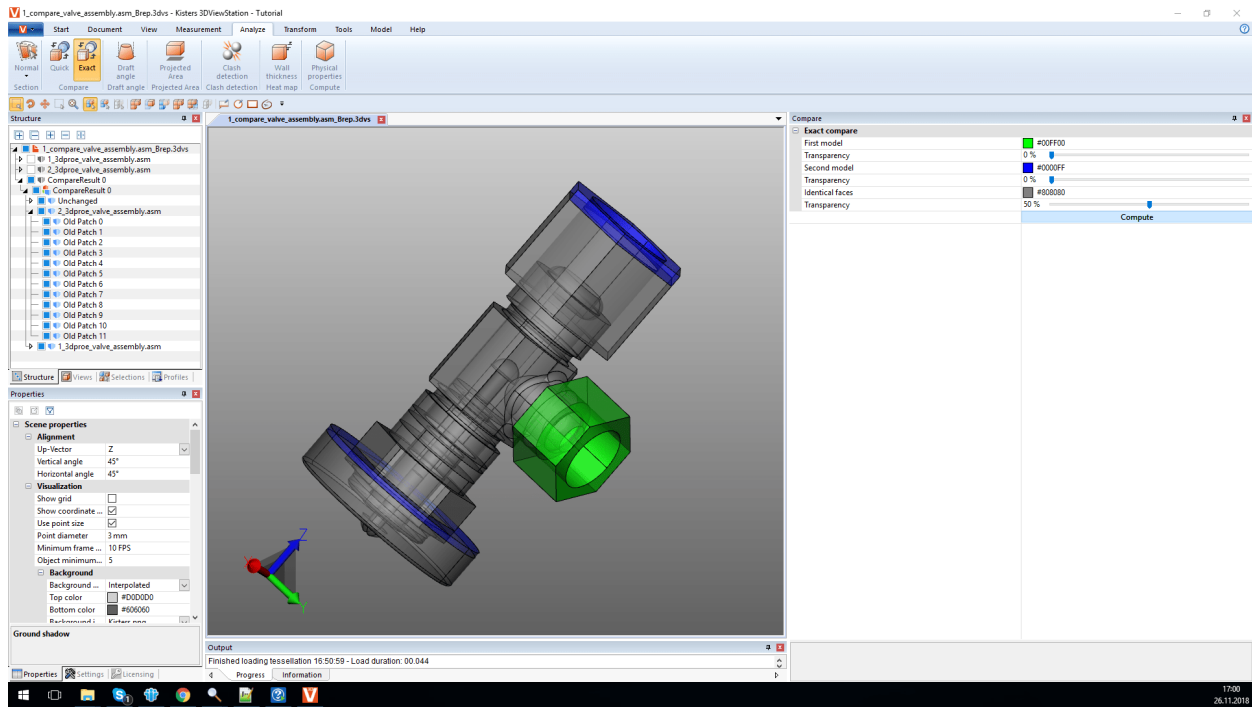 1_compare_valve_assembly.asm_Brep.3dvs - Kisters 3DViewStation - Tutorial
Start Document View Measurement Analyze Transform Tools Model Help
Normal Quick Exact Draft angle Projected Area Clash detection Wall thickness Physical properties
Section Compare Draft angle Projected Area Clash detection Heat map Compute
Structure
1_compare_valve_assembly.asm_Brep.3dvs
1_3dproe_valve_assembly.asm
2_3dproe_valve_assembly.asm
CompareResult 0
CompareResult 0
Unchanged
2_3dproe_valve_assembly.asm
Old Patch 0
Old Patch 1
Old Patch 2
Old Patch 3
Old Patch 4
Old Patch 5
Old Patch 6
Old Patch 7
Old Patch 8
Old Patch 9
Old Patch 10
Old Patch 11
1_3dproe_valve_assembly.asm
Structure Views Selections Profiles
Properties
Scene properties
Alignment
Up-Vector Z
Vertical angle 45°
Horizontal angle 45°
Visualization
Show grid
Show coordinate ...
Use point size
Point diameter 3 mm
Minimum frame ... 10 FPS
Object minimum... 5
Background
Background ... Interpolated
Top color #D0D0D0
Bottom color #606060
Background i... Kisters.png
Ground shadow
Properties Settings Licensing
1_compare_valve_assembly.asm_Brep.3dvs
Z
Y
Output
Finished loading tessellation 16:50:59 - Load duration: 00.044
Progress Information
Compare
Exact compare
First model #00FF00
Transparency 0 %
Second model #0000FF
Transparency 0 %
Identical faces #808080
Transparency 50 %
Compute
17:00
26.11.2018